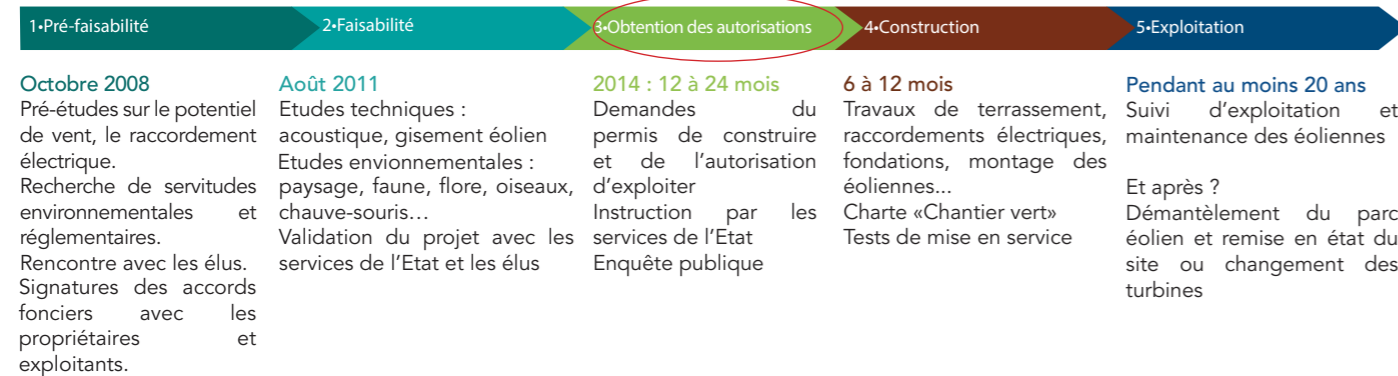 1•Pré-faisabilité
2•Faisabilité
3•Obtention des autorisations
4•Construction
5•Exploitation
Octobre 2008
Pré-études sur le potentiel
de vent, le raccordement
électrique.
Recherche de servitudes
environnementales et
réglementaires.
Rencontre avec les élus.
Signatures des accords
fonciers avec les
propriétaires et
exploitants.
Août 2011
Etudes techniques :
acoustique, gisement éolien
Etudes envionnementales :
paysage, faune, flore, oiseaux,
chauve-souris…
Validation du projet avec les
services de l'Etat et les élus
2014 : 12 à 24 mois
Demandes du
permis de construire
et de l'autorisation
d'exploiter
Instruction par les
services de l'Etat
Enquête publique
6 à 12 mois
Travaux de terrassement,
raccordements électriques,
fondations, montage des
éoliennes...
Charte «Chantier vert»
Tests de mise en service
Pendant au moins 20 ans
Suivi d'exploitation et
maintenance des éoliennes
Et après ?
Démantèlement du parc
éolien et remise en état du
site ou changement des
turbines